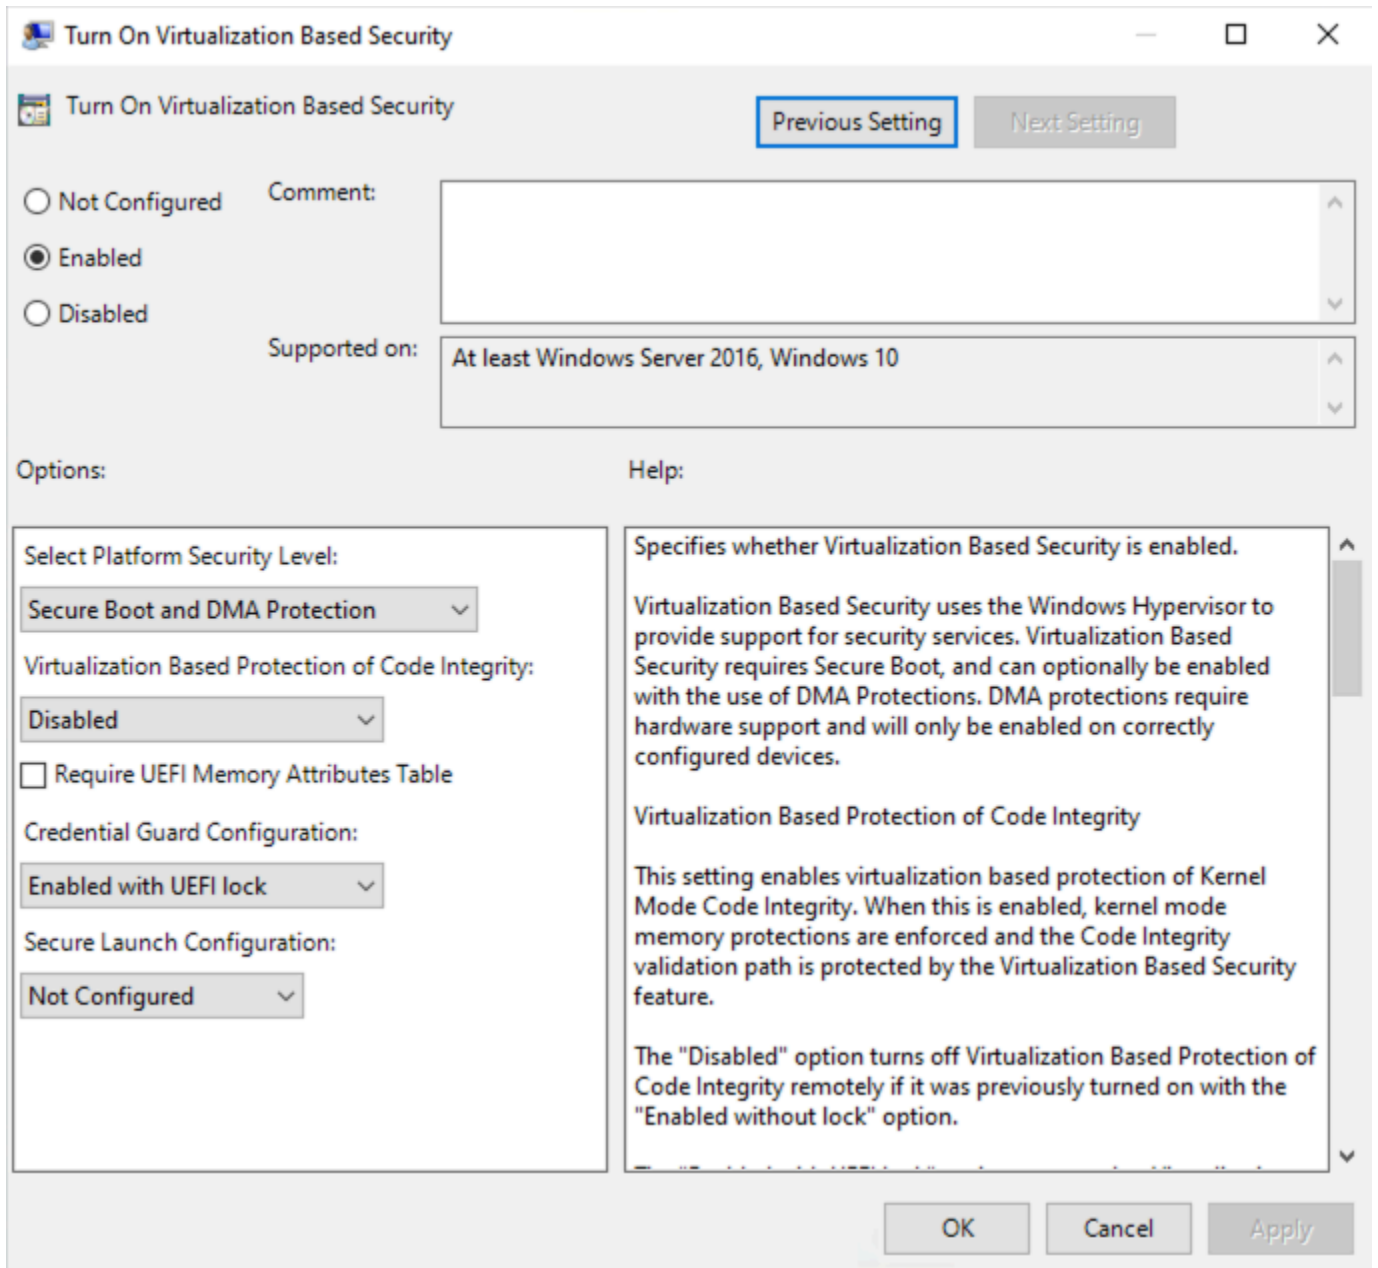 Turn On Virtualization Based Security
Turn On Virtualization Based Security
Previous Setting
Next Setting
Not Configured
Comment:
Enabled
Disabled
Supported on:
At least Windows Server 2016, Windows 10
Options:
Help:
Select Platform Security Level:
Secure Boot and DMA Protection
Virtualization Based Protection of Code Integrity:
Disabled
Require UEFI Memory Attributes Table
Credential Guard Configuration:
Enabled with UEFI lock
Secure Launch Configuration:
Not Configured
Specifies whether Virtualization Based Security is enabled.
Virtualization Based Security uses the Windows Hypervisor to
provide support for security services. Virtualization Based
Security requires Secure Boot, and can optionally be enabled
with the use of DMA Protections. DMA protections require
hardware support and will only be enabled on correctly
configured devices.
Virtualization Based Protection of Code Integrity
This setting enables virtualization based protection of Kernel
Mode Code Integrity. When this is enabled, kernel mode
memory protections are enforced and the Code Integrity
validation path is protected by the Virtualization Based Security
feature.
The "Disabled" option turns off Virtualization Based Protection of
Code Integrity remotely if it was previously turned on with the
"Enabled without lock" option.
OK
Cancel
Apply